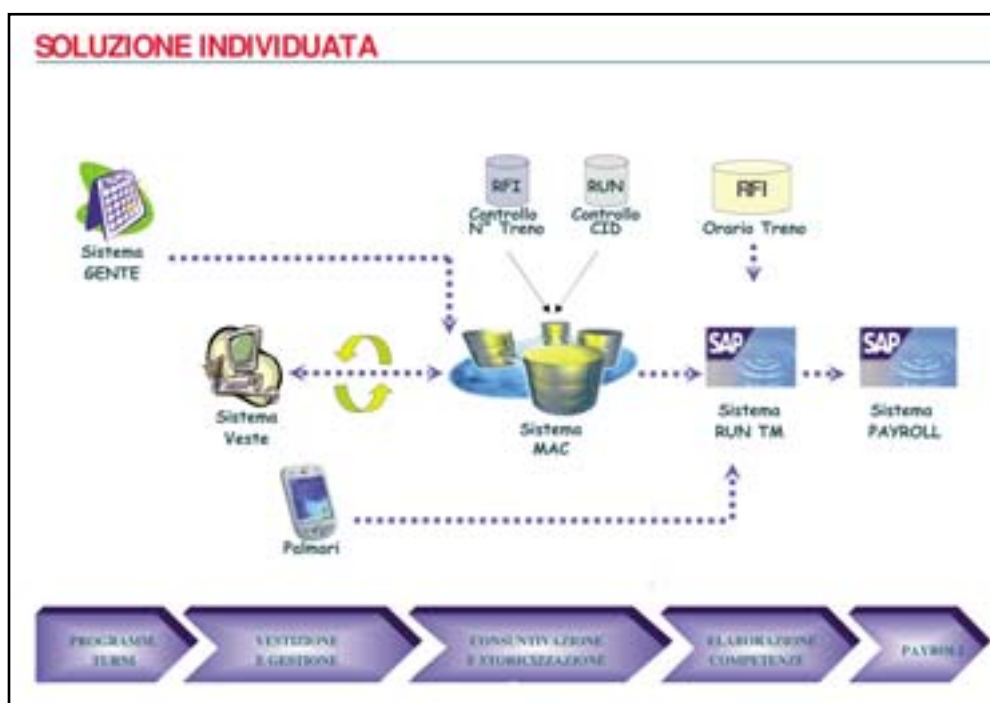 SOLUZIONE INDIVIDUATA
RFI
Controllo
N° Treno
RUN
Controllo
CID
RFI
Orario Treno
Sistema
GENTE
Sistema
Veste
Sistema
MAC
SAP
Sistema
RUN TM
SAP
Sistema
PAYROLL
Palmari
PROGRAMM.
TURNI
VESTIZIONE
E GESTIONE
CONSUNTIVAZIONE
E STORICIZZAZIONE
ELABORAZIONE
COMPETENZE
PAYROLL